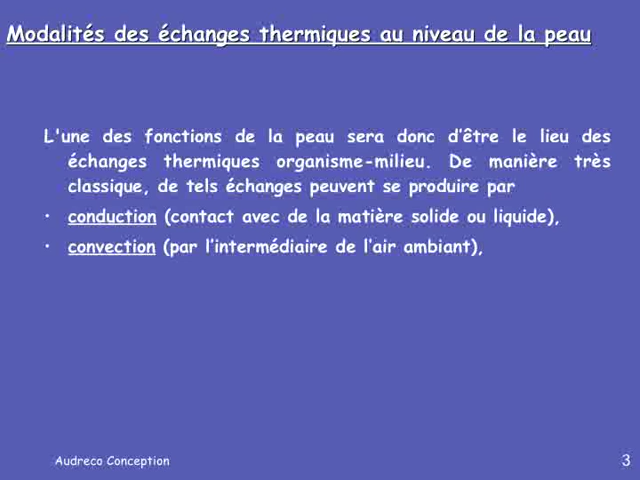 Modalités des échanges thermiques au niveau de la peau
L'une des fonctions de la peau sera donc d'être le lieu des
échanges thermiques organisme-milieu. De manière très
classique, de tels échanges peuvent se produire par
• conduction (contact avec de la matière solide ou liquide),
• convection (par l'intermédiaire de l'air ambiant),
Audreco Conception
3